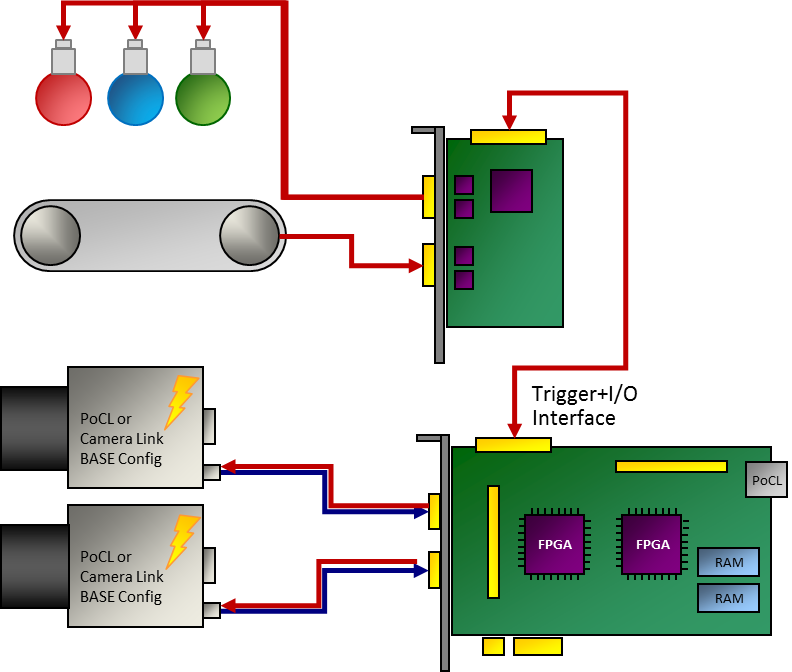 Trigger+I/O
Interface
PoCL or
Camera Link
BASE Config
PoCL
FPGA
FPGA
RAM
RAM
PoCL or
Camera Link
BASE Config